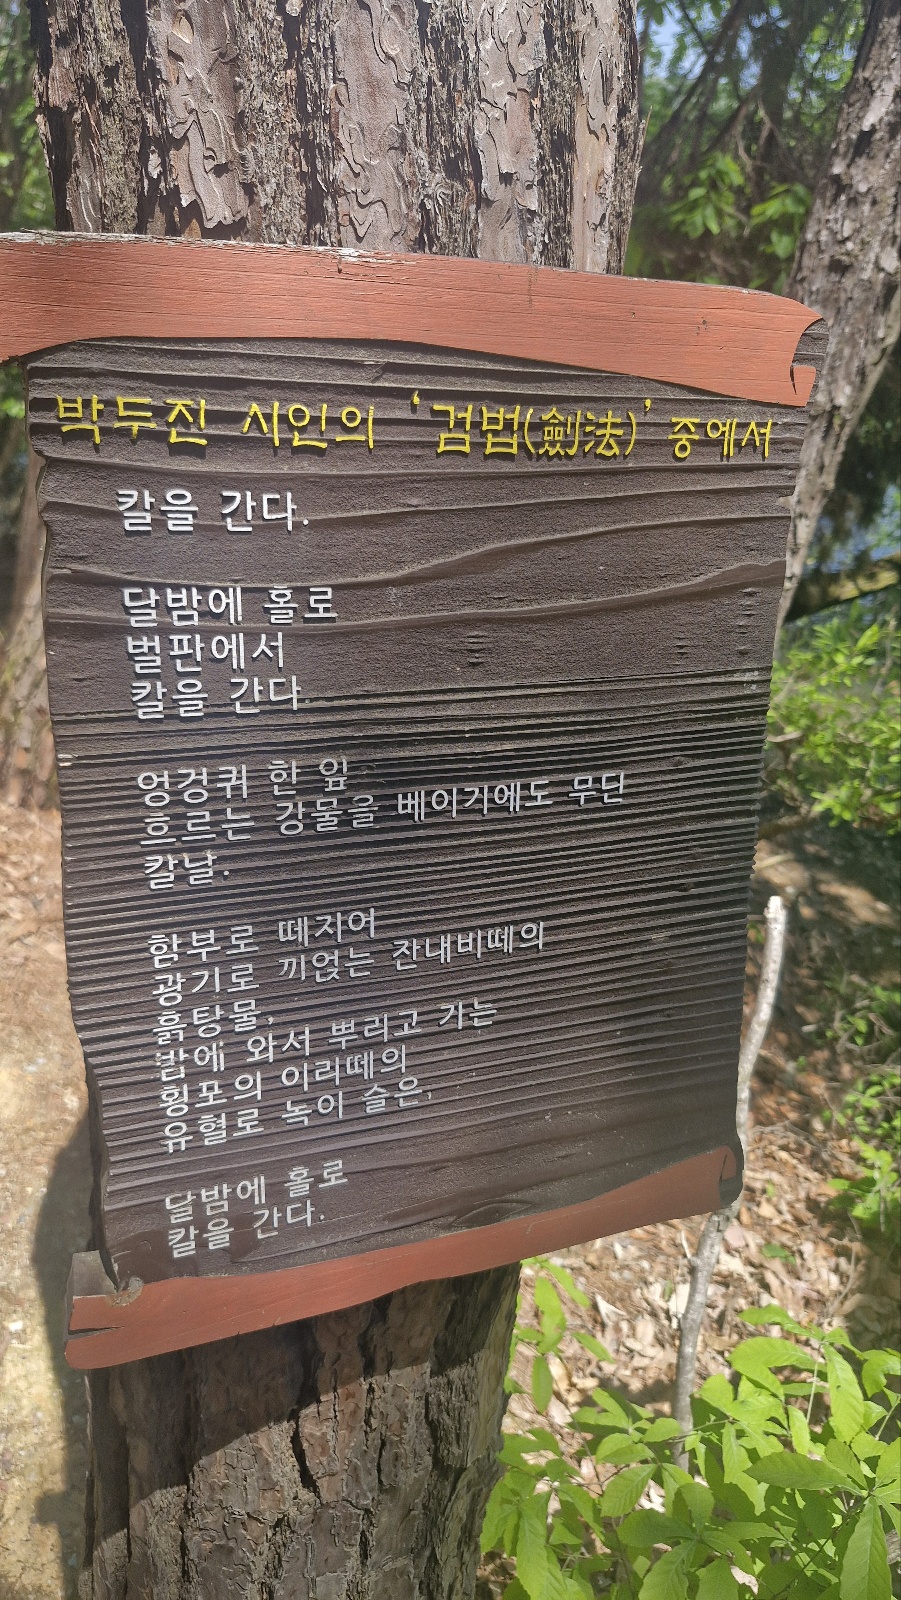 박두진 시인의 '검법(劍法)' 중에서
칼을 간다.
달밤에 홀로
벌판에서
칼을 간다.
엉겅퀴 한 잎
흐르는 강물을 베이기에도 무딘
칼날.
함부로 떼지어
광기로 끼얹는 잔내비떼의
흙탕물,
밤에 와서 뿌리고 가는
횡포의 이리떼의
유혈로 녹이 슬은,
달밤에 홀로
칼을 간다.